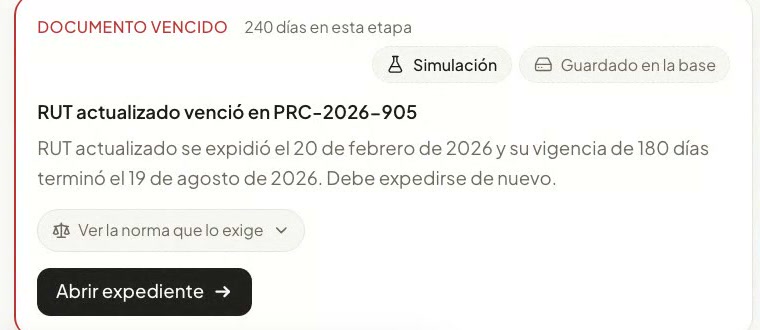 DOCUMENTO VENCIDO 240 días en esta etapa
Simulación Guardado en la base
RUT actualizado venció en PRC-2026-905
RUT actualizado se expidió el 20 de febrero de 2026 y su vigencia de 180 días
terminó el 19 de agosto de 2026. Debe expedirse de nuevo.
Ver la norma que lo exige
Abrir expediente →